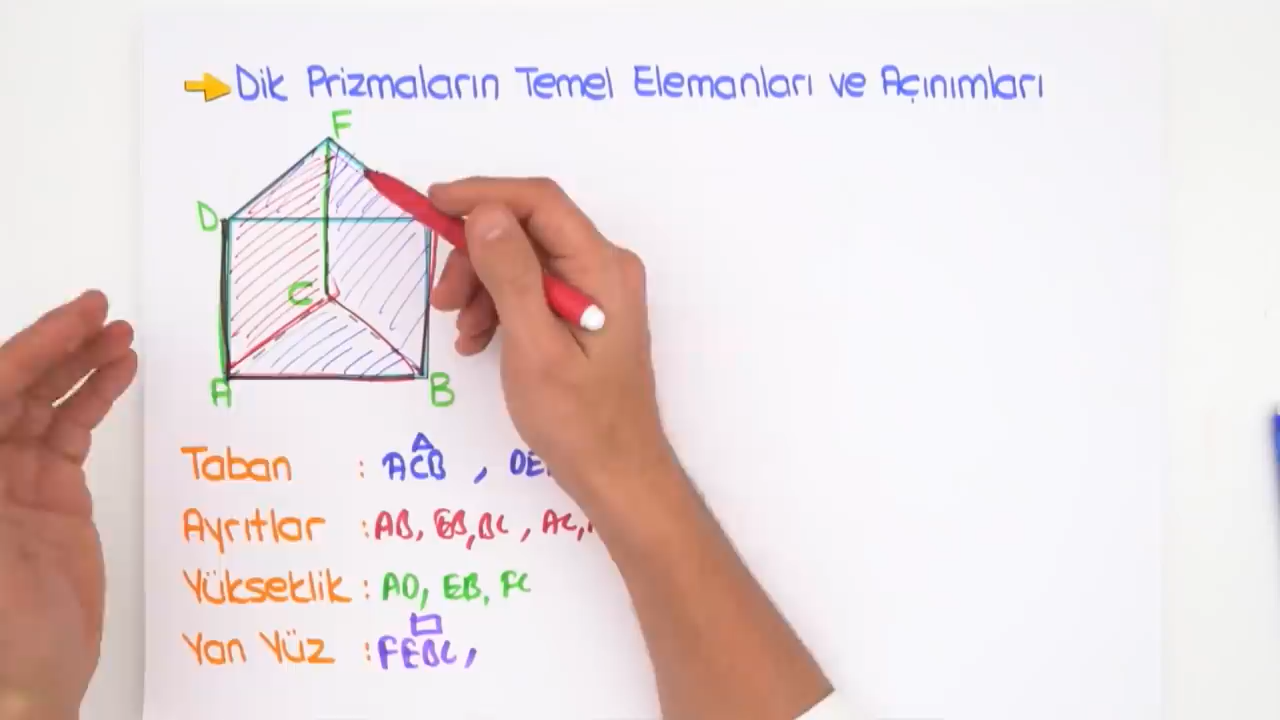 Dik Prizmaların Temel Elemanları ve Açınımları
F
D
C
A B
Taban : ACB ,
Ayrıtlar : AB, EB, BC , AC,
Yükseklik : AD, EB, FC
Yan Yüz : FEBC,